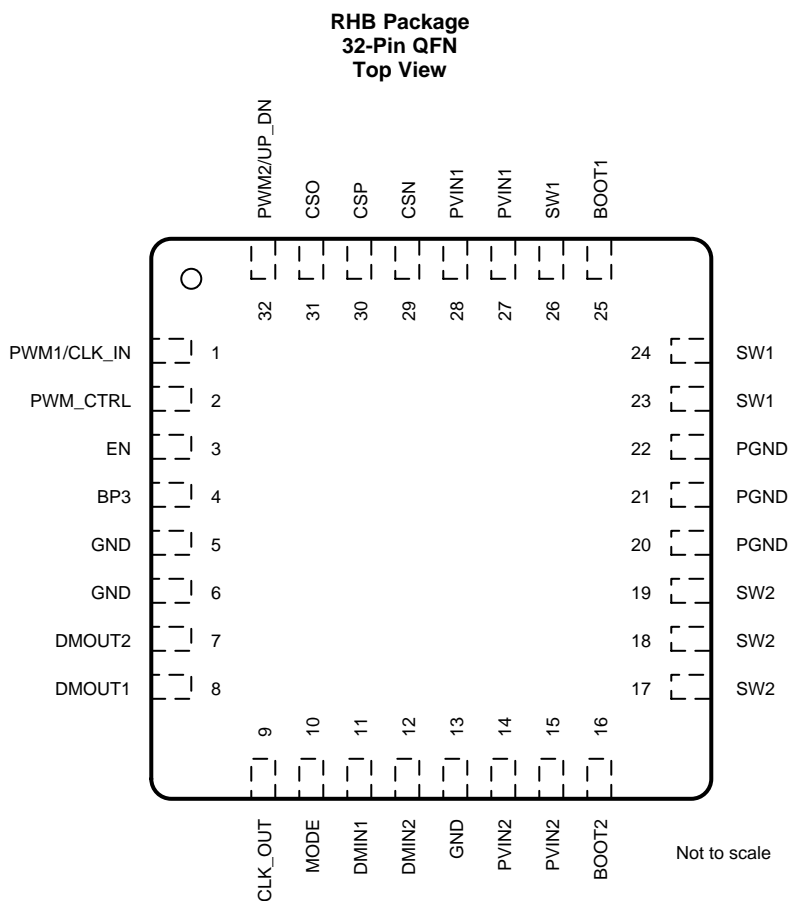 RHB Package
32-Pin QFN
Top View
PWM2/UP_DN
CSO
CSP
CSN
PVIN1
PVIN1
SW1
BOOT1
32
31
30
29
28
27
26
25
PWM1/CLK_IN 1
PWM_CTRL 2
EN 3
BP3 4
GND 5
GND 6
DMOUT2 7
DMOUT1 8
24 SW1
23 SW1
22 PGND
21 PGND
20 PGND
19 SW2
18 SW2
17 SW2
9
10
11
12
13
14
15
16
CLK_OUT
MODE
DMIN1
DMIN2
GND
PVIN2
PVIN2
BOOT2
Not to scale